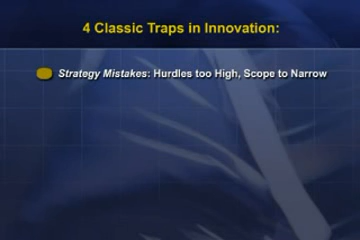 4 Classic Traps in Innovation:
Strategy Mistakes: Hurdles too High, Scope to Narrow